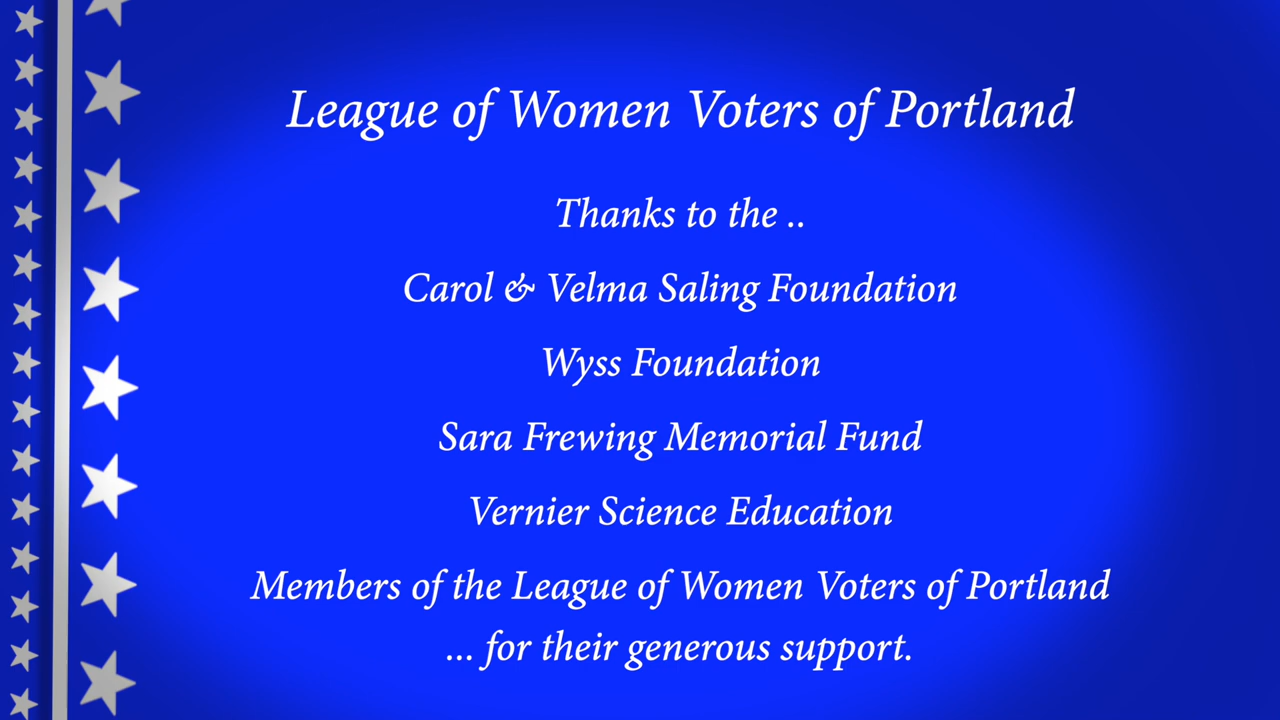 League of Women Voters of Portland
Thanks to the ..
Carol & Velma Saling Foundation
Wyss Foundation
Sara Frewing Memorial Fund
Vernier Science Education
Members of the League of Women Voters of Portland
... for their generous support.